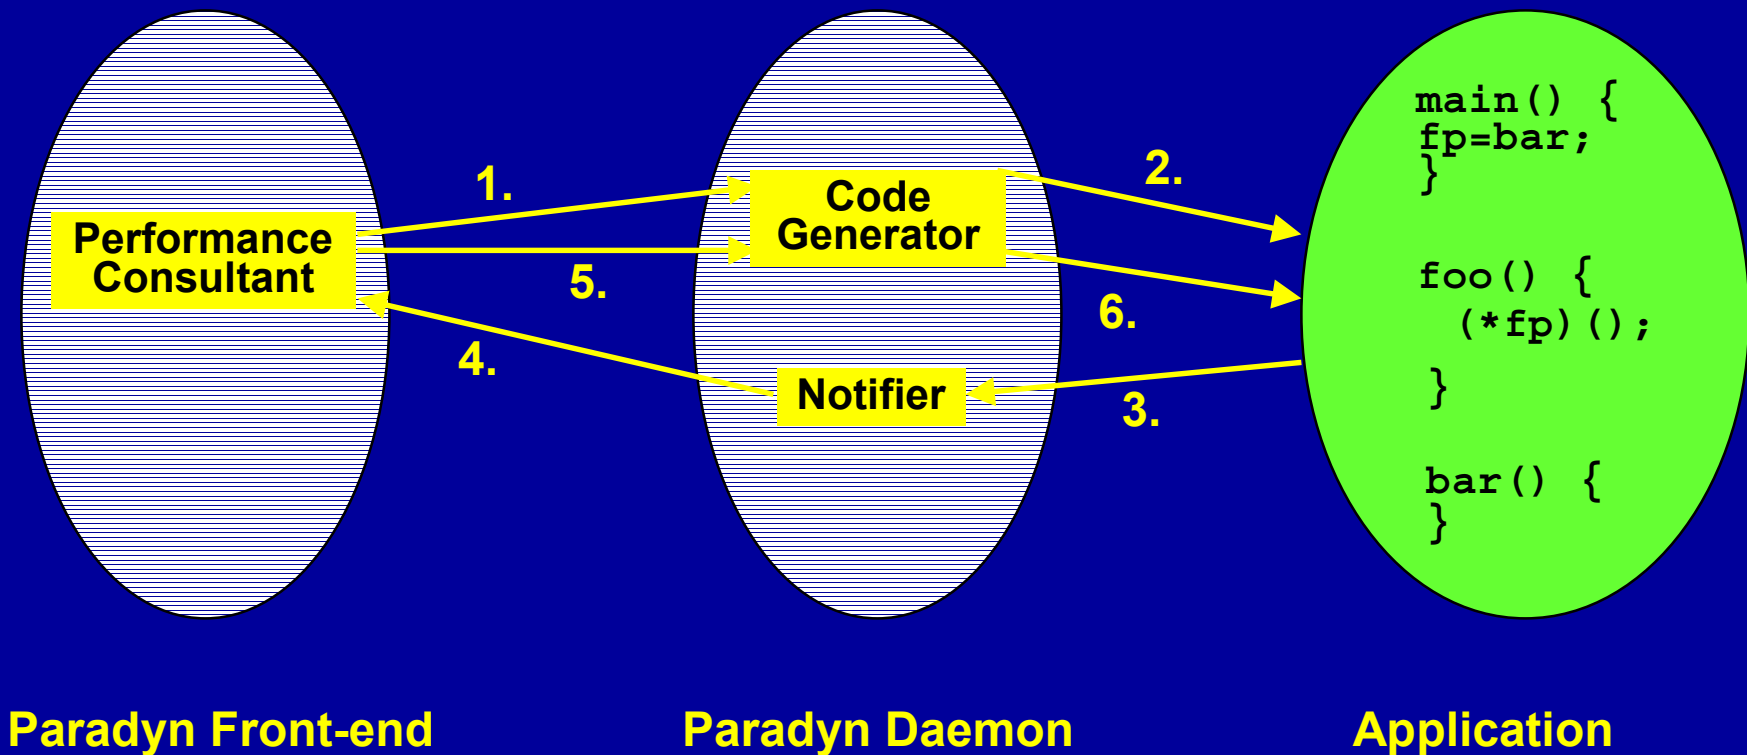 1.
2.
Performance
Consultant
5.
4.
Code
Generator
6.
Notifier
3.
main() {
fp=bar;
}
foo() {
(*fp)();
}
bar() {
}
Paradyn Front-end
Paradyn Daemon
Application